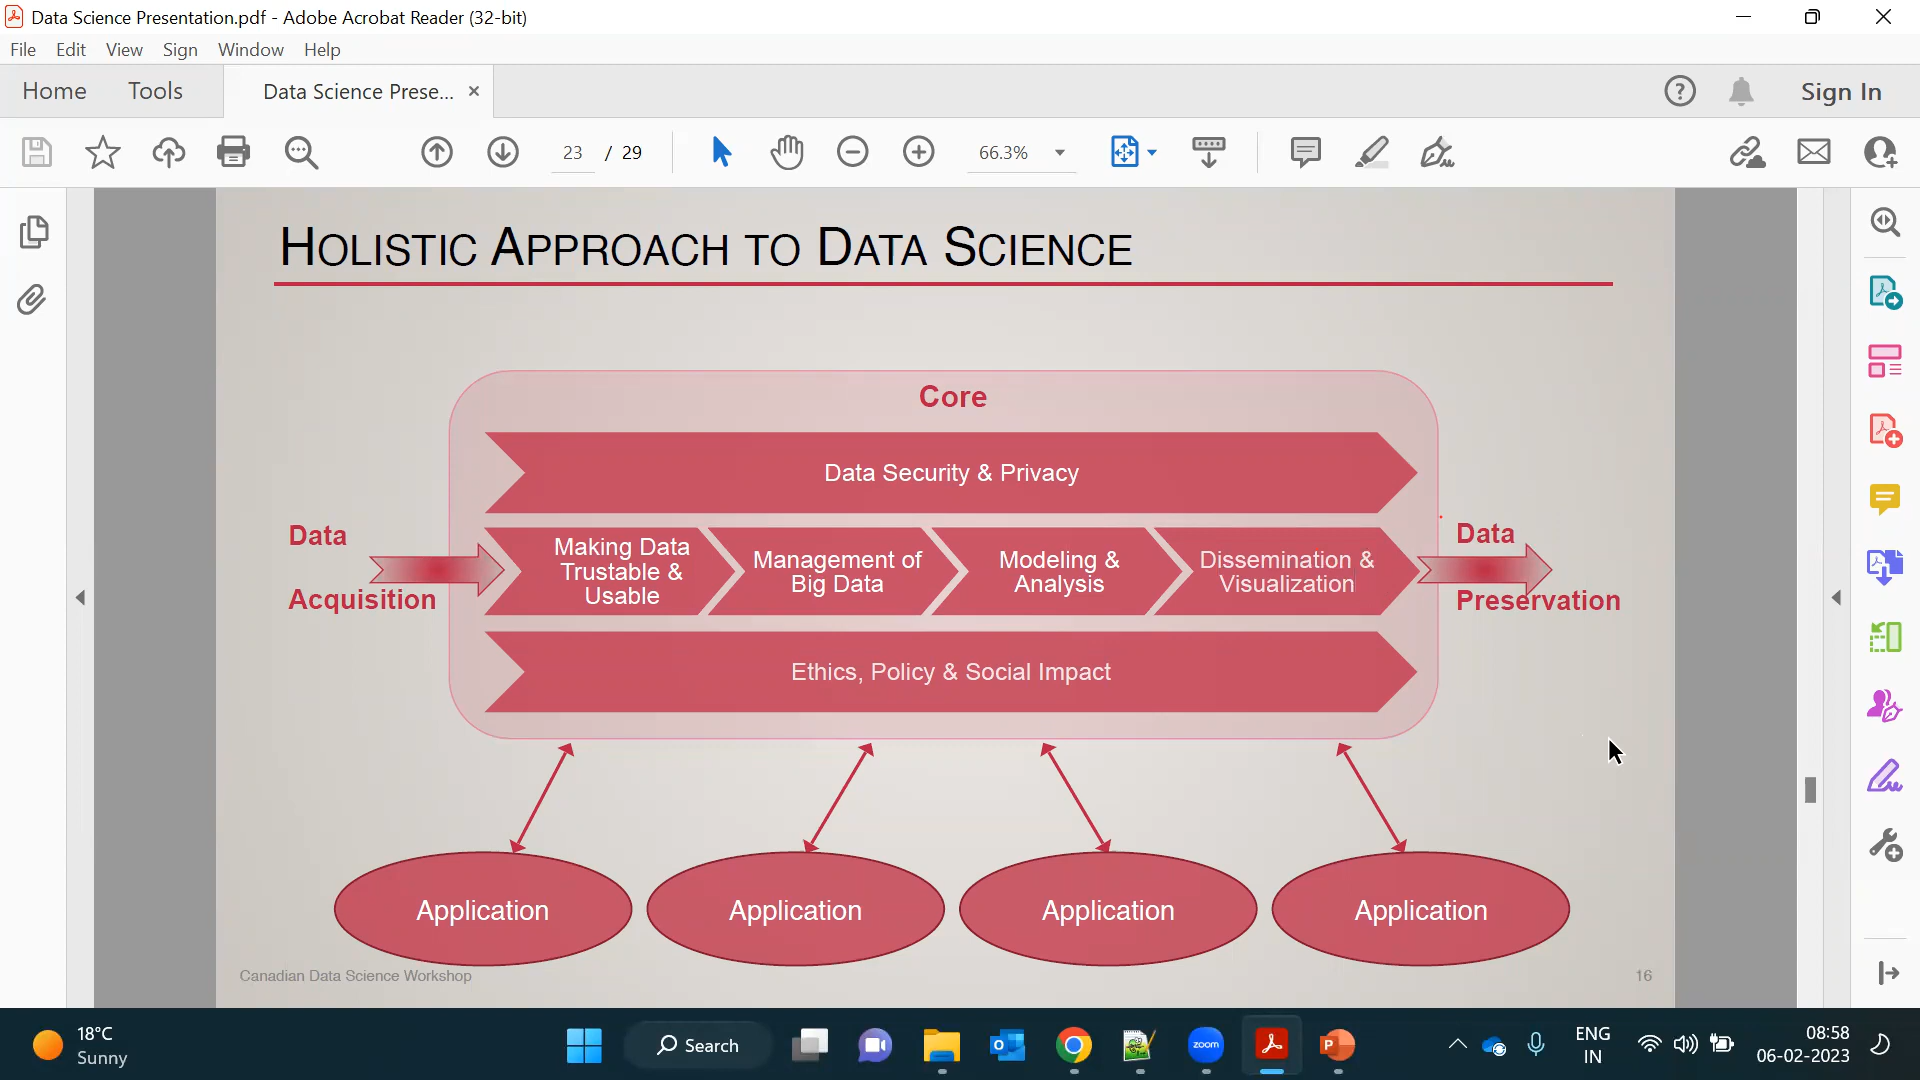 Data Science Presentation.pdf - Adobe Acrobat Reader (32-bit)
File Edit View Sign Window Help
Home Tools Data Science Prese... × Sign In
23 / 29 66.3%
HOLISTIC APPROACH TO DATA SCIENCE
Core
Data Security & Privacy
Data
Acquisition
Making Data
Trustable &
Usable
Management of
Big Data
Modeling &
Analysis
Dissemination &
Visualization
Data
Preservation
Ethics, Policy & Social Impact
Application Application Application Application
Canadian Data Science Workshop 16
18°C
Sunny
Search
zoom
ENG
IN
08:58
06-02-2023